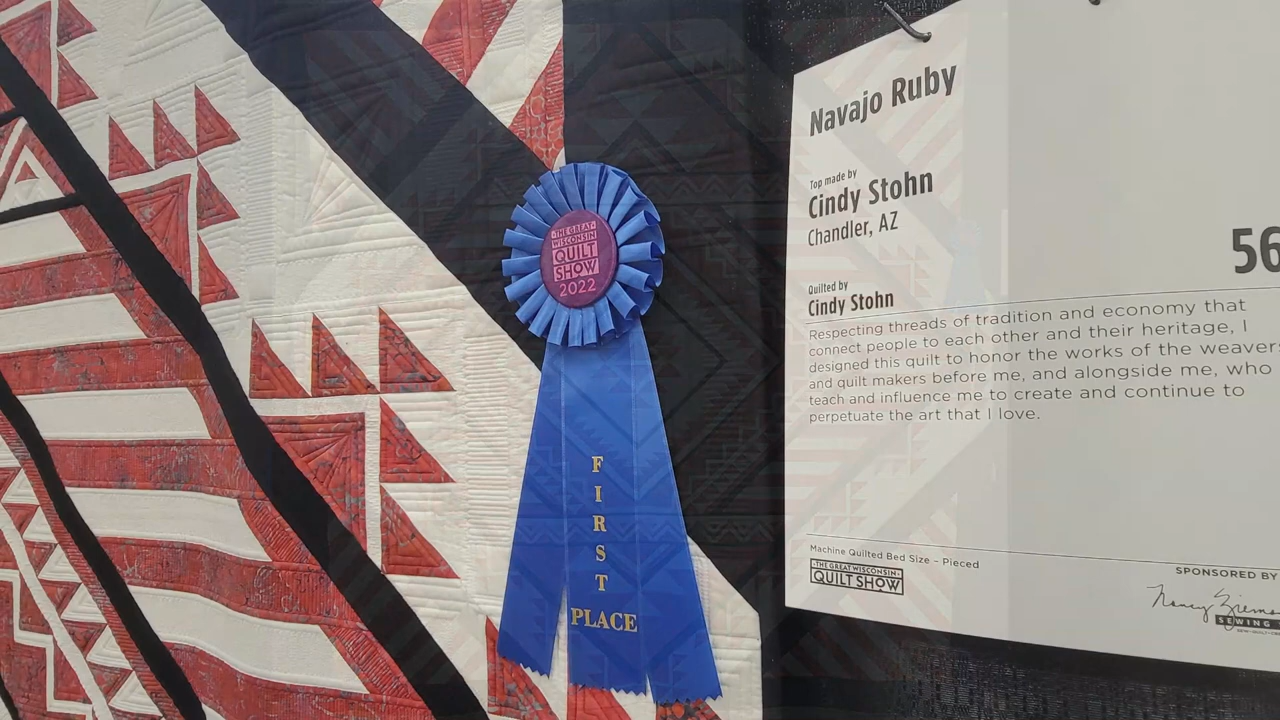 THE GREAT
WISCONSIN
QUILT
SHOW
2022
F
I
R
S
T
PLACE
Navajo Ruby
Top made by
Cindy Stohn
Chandler, AZ
56
Quilted by
Cindy Stohn
Respecting threads of tradition and economy that
connect people to each other and their heritage, I
designed this quilt to honor the works of the weavers
and quilt makers before me, and alongside me, who
teach and influence me to create and continue to
perpetuate the art that I love.
Machine Quilted Bed Size – Pieced
THE GREAT WISCONSIN
QUILT SHOW
SPONSORED BY
Nancy
SEWING